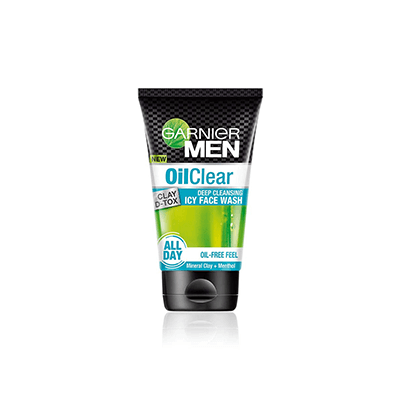 GARNIER
MEN
NEW
OilClear
CLAY
D-TOX
DEEP CLEANSING
ICY FACE WASH
ALL
DAY
OIL-FREE FEEL
Mineral Clay + Menthol